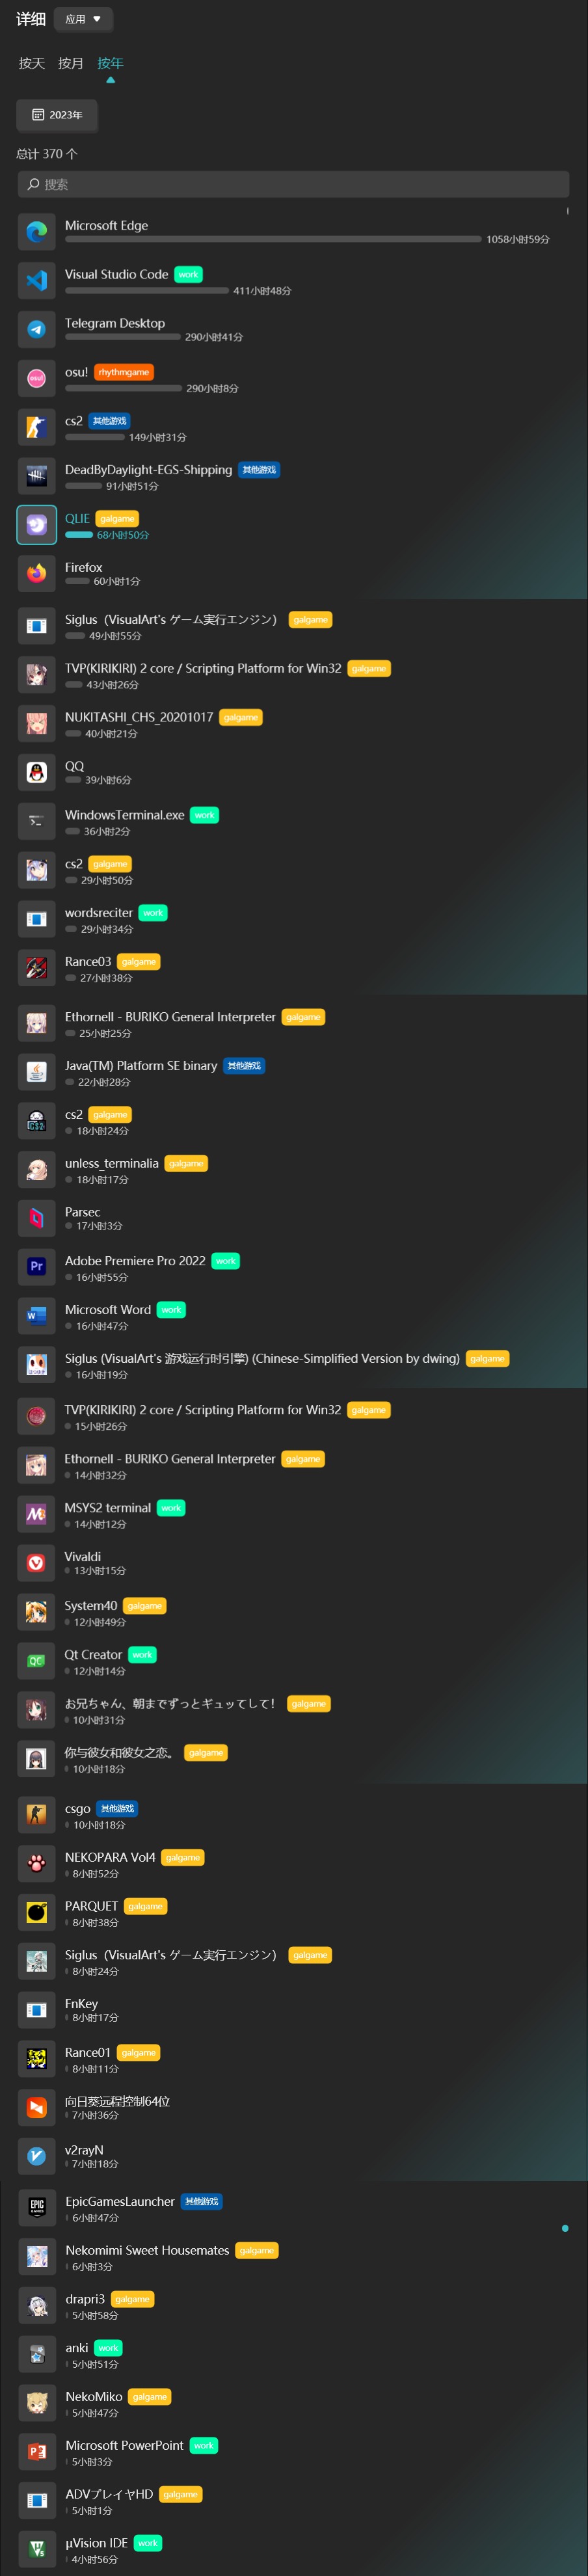 详细 应用
按天 按月 按年
2023年
总计 370 个
搜索
Microsoft Edge
1058小时59分
Visual Studio Code work
411小时48分
Telegram Desktop
290小时41分
osu! rhythmgame
290小时8分
cs2 其他游戏
149小时31分
DeadByDaylight-EGS-Shipping 其他游戏
91小时51分
QLIE galgame
68小时50分
Firefox
60小时1分
Siglus（VisualArt's ゲーム実行エンジン） galgame
49小时55分
TVP(KIRIKIRI) 2 core / Scripting Platform for Win32 galgame
43小时26分
NUKITASHI_CHS_20201017 galgame
40小时21分
QQ
39小时6分
WindowsTerminal.exe work
36小时2分
cs2 galgame
29小时50分
wordsreciter work
29小时34分
Rance03 galgame
27小时38分
Ethornell - BURIKO General Interpreter galgame
25小时25分
Java(TM) Platform SE binary 其他游戏
22小时28分
cs2 galgame
18小时24分
unless_terminalia galgame
18小时17分
Parsec
17小时3分
Adobe Premiere Pro 2022 work
16小时55分
Microsoft Word work
16小时47分
Siglus (VisualArt's 游戏运行时引擎) (Chinese-Simplified Version by dwing) galgame
16小时19分
TVP(KIRIKIRI) 2 core / Scripting Platform for Win32 galgame
15小时26分
Ethornell - BURIKO General Interpreter galgame
14小时32分
MSYS2 terminal work
14小时12分
Vivaldi
13小时15分
System40 galgame
12小时49分
Qt Creator work
12小时14分
お兄ちゃん、朝までずっとギュッてして！ galgame
10小时31分
你与彼女和彼女之恋。 galgame
10小时18分
csgo 其他游戏
10小时18分
NEKOPARA Vol4 galgame
8小时52分
PARQUET galgame
8小时38分
Siglus（VisualArt's ゲーム実行エンジン） galgame
8小时24分
FnKey
8小时17分
Rance01 galgame
8小时11分
向日葵远程控制64位
7小时36分
v2rayN
7小时18分
EpicGamesLauncher 其他游戏
6小时47分
Nekomimi Sweet Housemates galgame
6小时3分
drapri3 galgame
5小时58分
anki work
5小时51分
NekoMiko galgame
5小时47分
Microsoft PowerPoint work
5小时3分
ADVプレイヤHD galgame
5小时1分
µVision IDE work
4小时56分